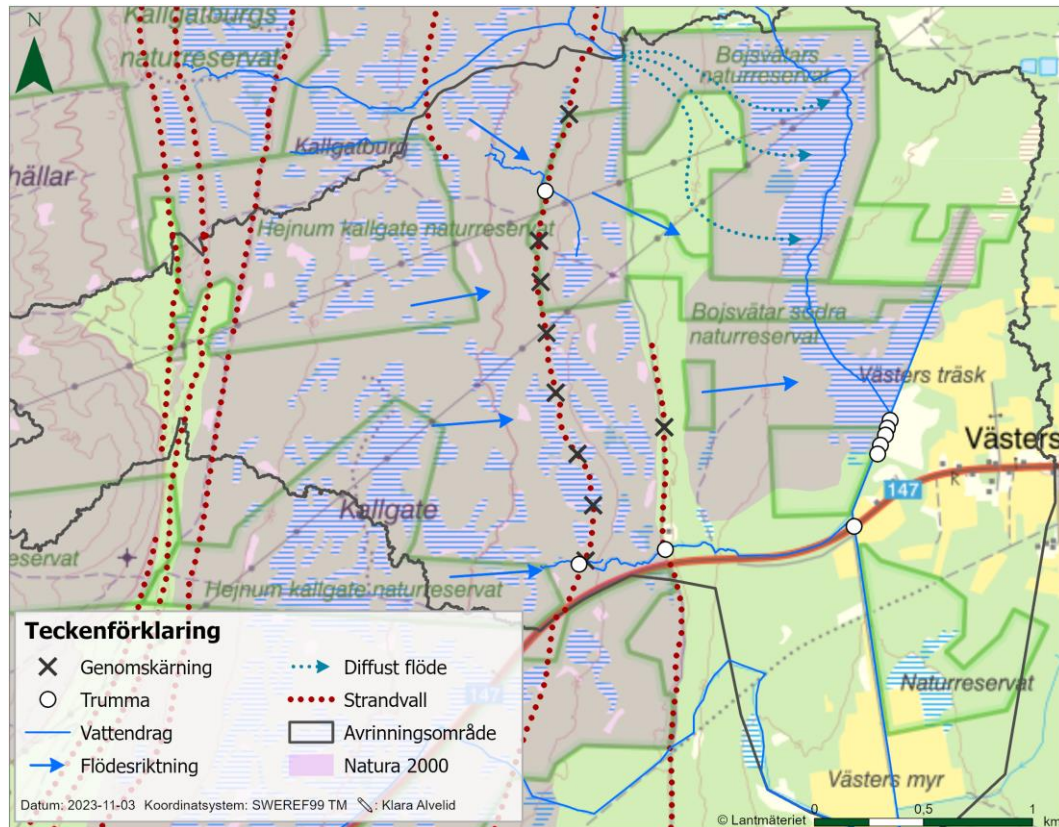 Kallgatburgs
naturreservat
N
Bojsvätars
naturreservat
Kallgatburg
hällar
Hejnum kallgate naturreservat
Bojsvätar södra
naturreservat
Västers träsk
Västers
147
K
Kallgate
eservat
Hejnum kallgate naturreservat
147
Naturreservat
Västers myr
Teckenförklaring
Genomskärning
Trumma
Vattendrag
Flödesriktning
Diffust flöde
Strandvall
Avrinningsområde
Natura 2000
Datum: 2023-11-03 Koordinatsystem: SWEREF99 TM : Klara Alvelid
0 0,5 1
km
© Lantmäteriet